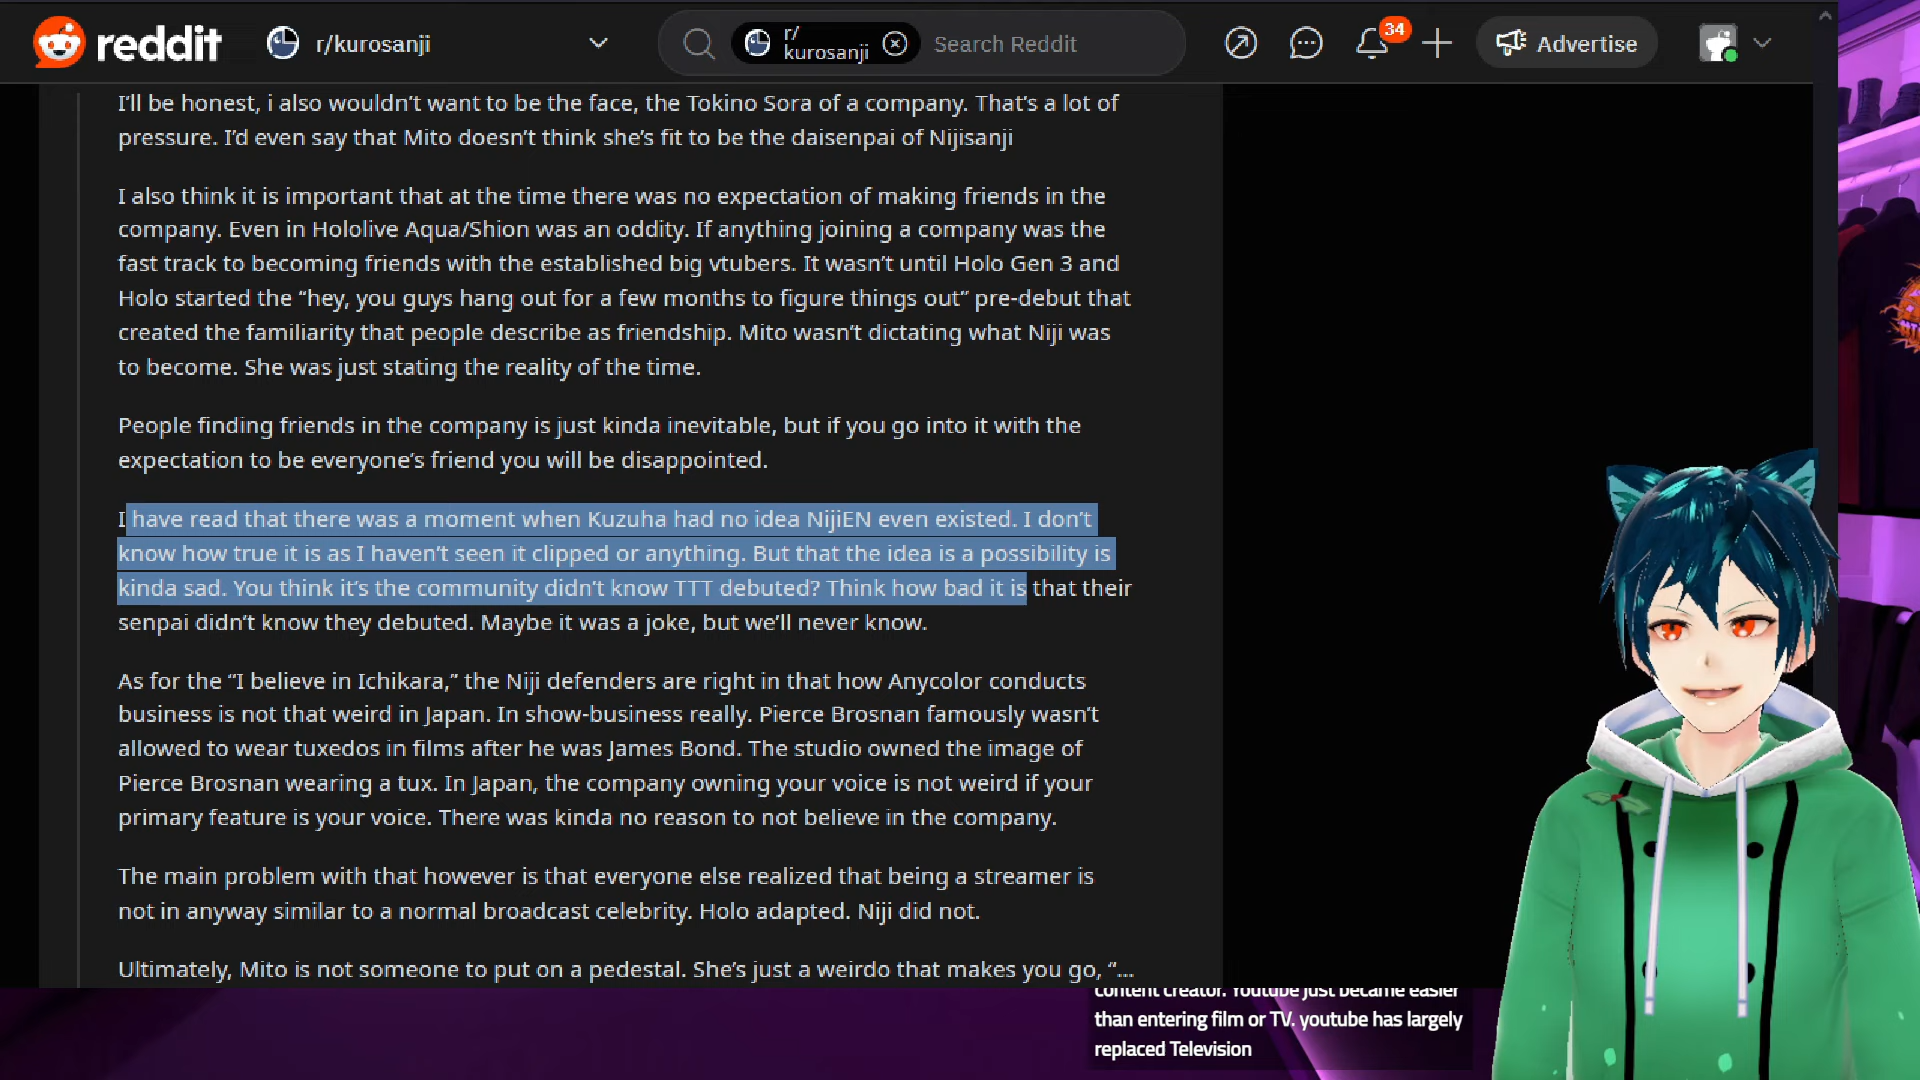 reddit
r/kurosanji
r/
kurosanji
Search Reddit
34
Advertise
I'll be honest, i also wouldn't want to be the face, the Tokino Sora of a company. That's a lot of
pressure. I'd even say that Mito doesn't think she's fit to be the daisenpai of Nijisanji
I also think it is important that at the time there was no expectation of making friends in the
company. Even in Hololive Aqua/Shion was an oddity. If anything joining a company was the
fast track to becoming friends with the established big vtubers. It wasn't until Holo Gen 3 and
Holo started the “hey, you guys hang out for a few months to figure things out” pre-debut that
created the familiarity that people describe as friendship. Mito wasn't dictating what Niji was
to become. She was just stating the reality of the time.
People finding friends in the company is just kinda inevitable, but if you go into it with the
expectation to be everyone's friend you will be disappointed.
I have read that there was a moment when Kuzuha had no idea NijiEN even existed. I don't
know how true it is as I haven't seen it clipped or anything. But that the idea is a possibility is
kinda sad. You think it's the community didn't know TTT debuted? Think how bad it is that their
senpai didn't know they debuted. Maybe it was a joke, but we'll never know.
As for the “I believe in Ichikara,” the Niji defenders are right in that how Anycolor conducts
business is not that weird in Japan. In show-business really. Pierce Brosnan famously wasn't
allowed to wear tuxedos in films after he was James Bond. The studio owned the image of
Pierce Brosnan wearing a tux. In Japan, the company owning your voice is not weird if your
primary feature is your voice. There was kinda no reason to not believe in the company.
The main problem with that however is that everyone else realized that being a streamer is
not in anyway similar to a normal broadcast celebrity. Holo adapted. Niji did not.
Ultimately, Mito is not someone to put on a pedestal. She's just a weirdo that makes you go, “...
content creator. Youtube just became easier
than entering film or TV. youtube has largely
replaced Television